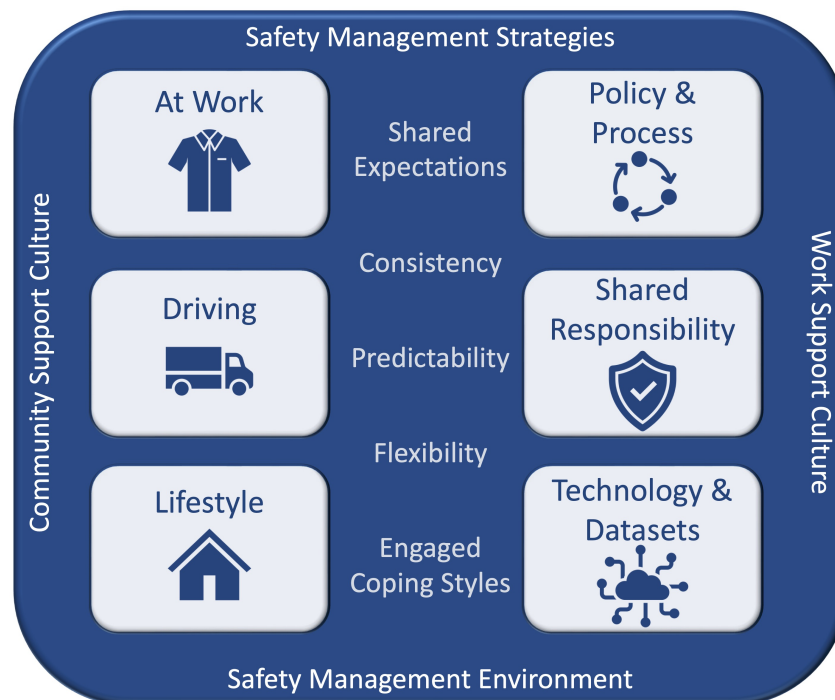 Safety Management Strategies
At Work
Shared
Expectations
Policy &
Process
Consistency
Driving
Predictability
Shared
Responsibility
Flexibility
Lifestyle
Engaged
Coping Styles
Technology &
Datasets
Community Support Culture
Work Support Culture
Safety Management Environment